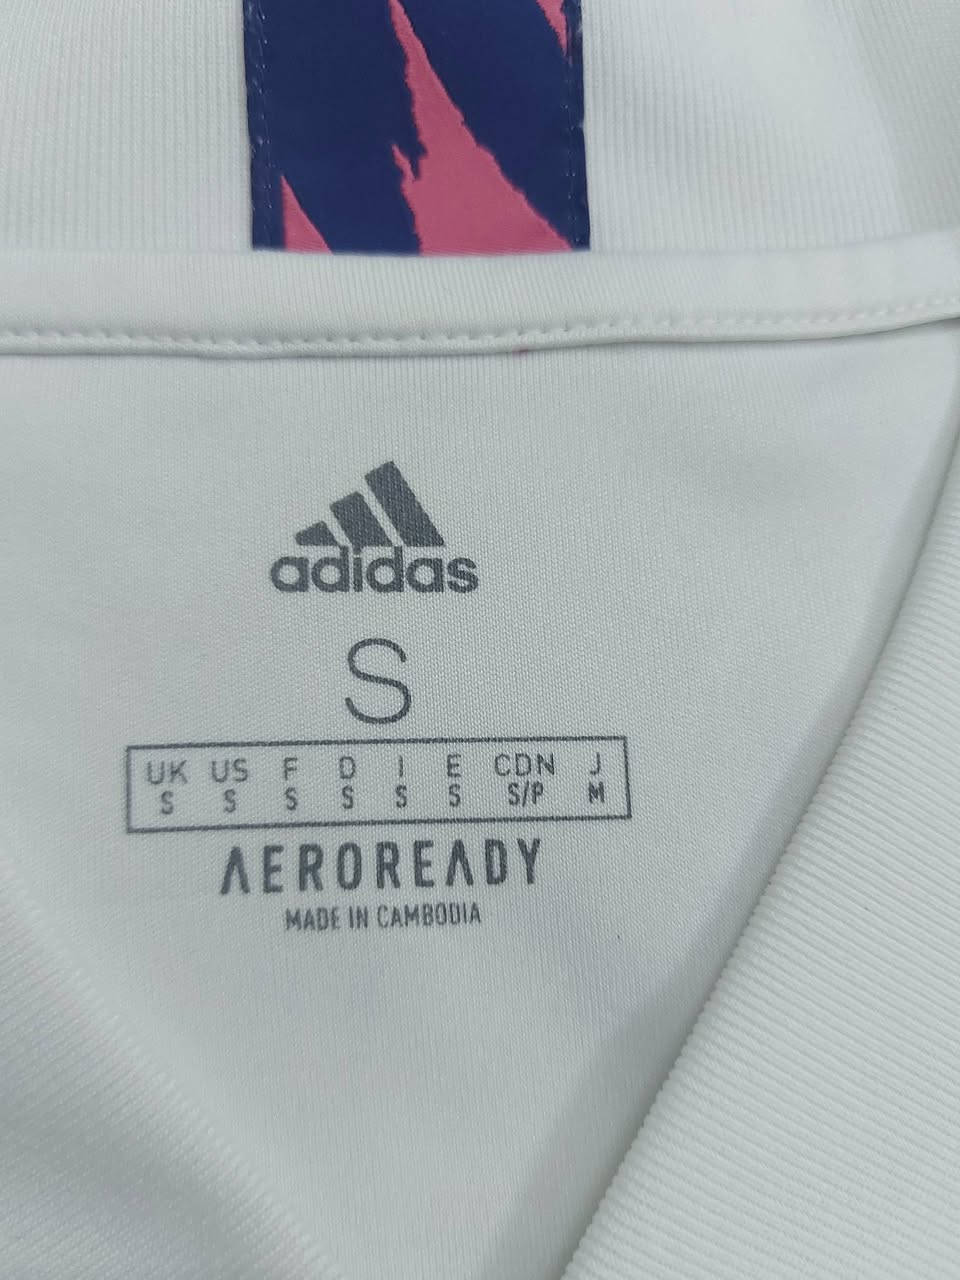 adidas
S
UK US F D I E CDN J
S S S S S S S/P M
AEROREADY
MADE IN CAMBODIA